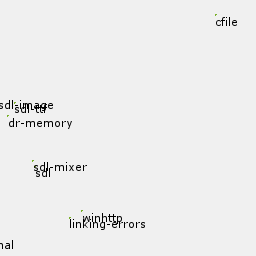 cfile
sdl-image
sdl-ttf
dr-memory
sdl-mixer
sdl
winhttp
linking-errors
nal